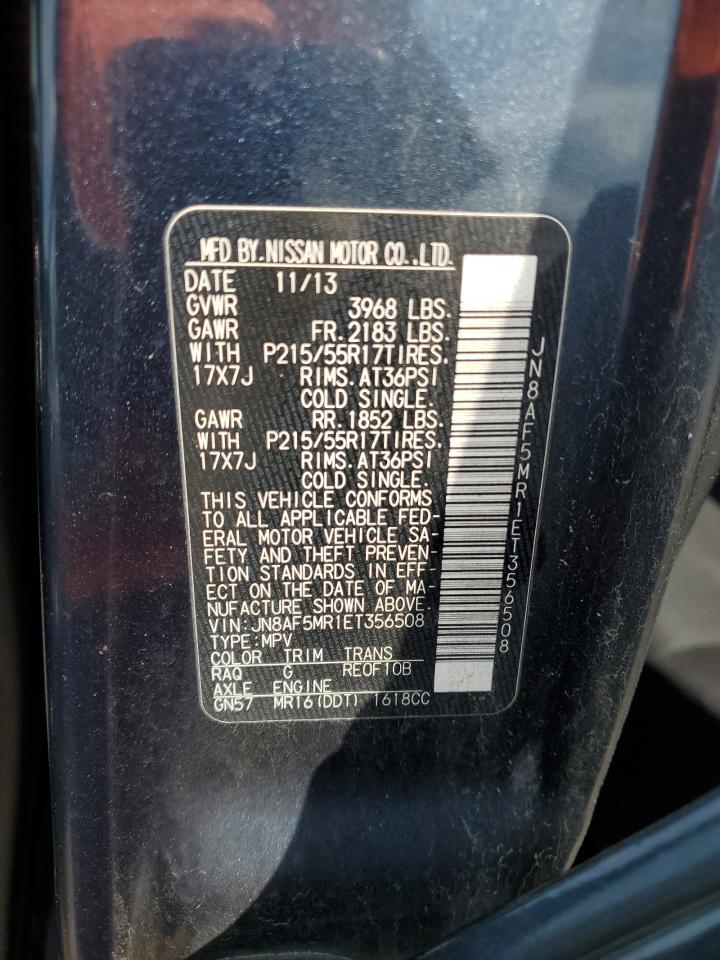 MFD BY.NISSAN MOTOR CO.,LTD.
DATE 11/13
GVWR 3968 LBS.
GAWR FR.2183 LBS.
WITH P215/55R17TIRES.
17X7J RIMS.AT36PSI
COLD SINGLE.
GAWR RR.1852 LBS.
WITH P215/55R17TIRES.
17X7J RIMS.AT36PSI
COLD SINGLE.
THIS VEHICLE CONFORMS
TO ALL APPLICABLE FED-
ERAL MOTOR VEHICLE SA-
FETY AND THEFT PREVEN-
TION STANDARDS IN EFF-
ECT ON THE DATE OF MA-
NUFACTURE SHOWN ABOVE.
VIN:JN8AF5MR1ET356508
TYPE:MPV
COLOR TRIM TRANS
RAQ G RE0F10B
AXLE ENGINE
GN57 MR16(DDT) 1618CC
JN8AF5MR1ET356508